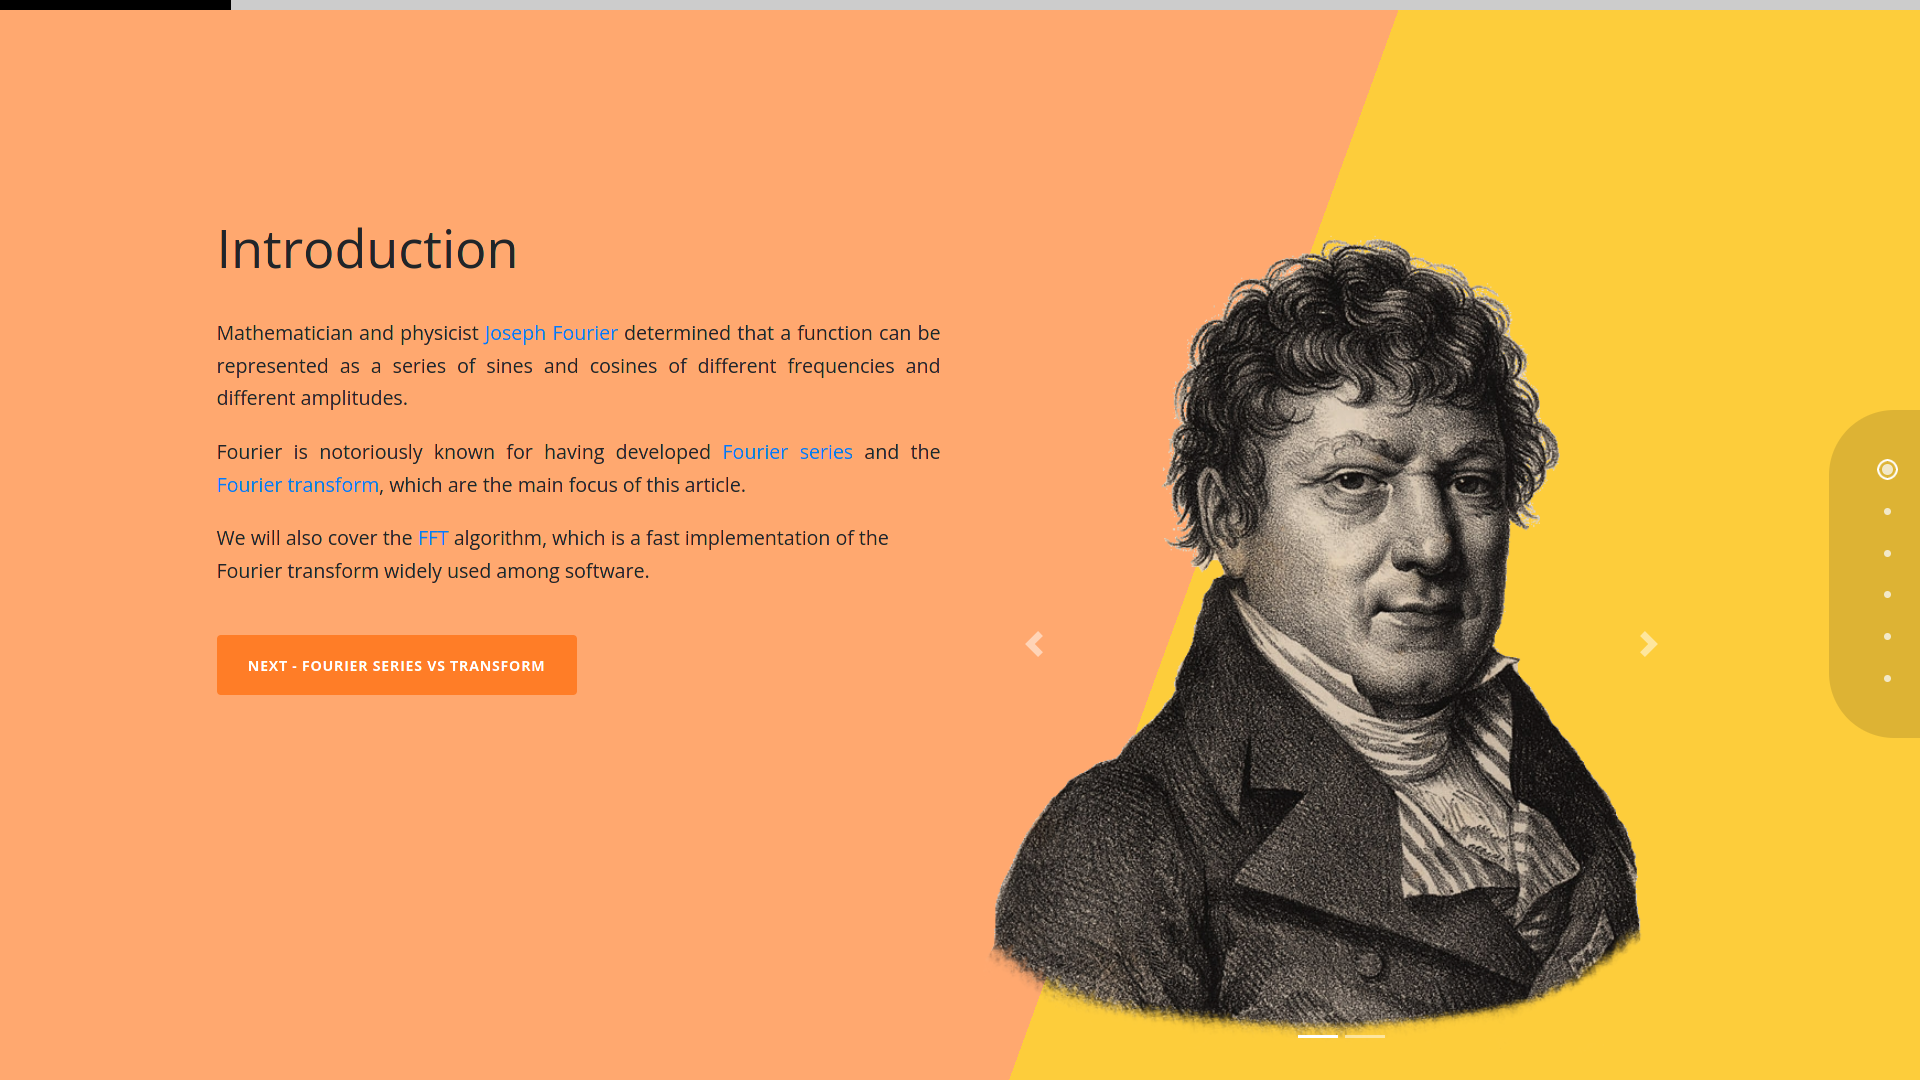 Introduction
Mathematician and physicist Joseph Fourier determined that a function can be
represented as a series of sines and cosines of different frequencies and
different amplitudes.
Fourier is notoriously known for having developed Fourier series and the
Fourier transform, which are the main focus of this article.
We will also cover the FFT algorithm, which is a fast implementation of the
Fourier transform widely used among software.
NEXT - FOURIER SERIES VS TRANSFORM